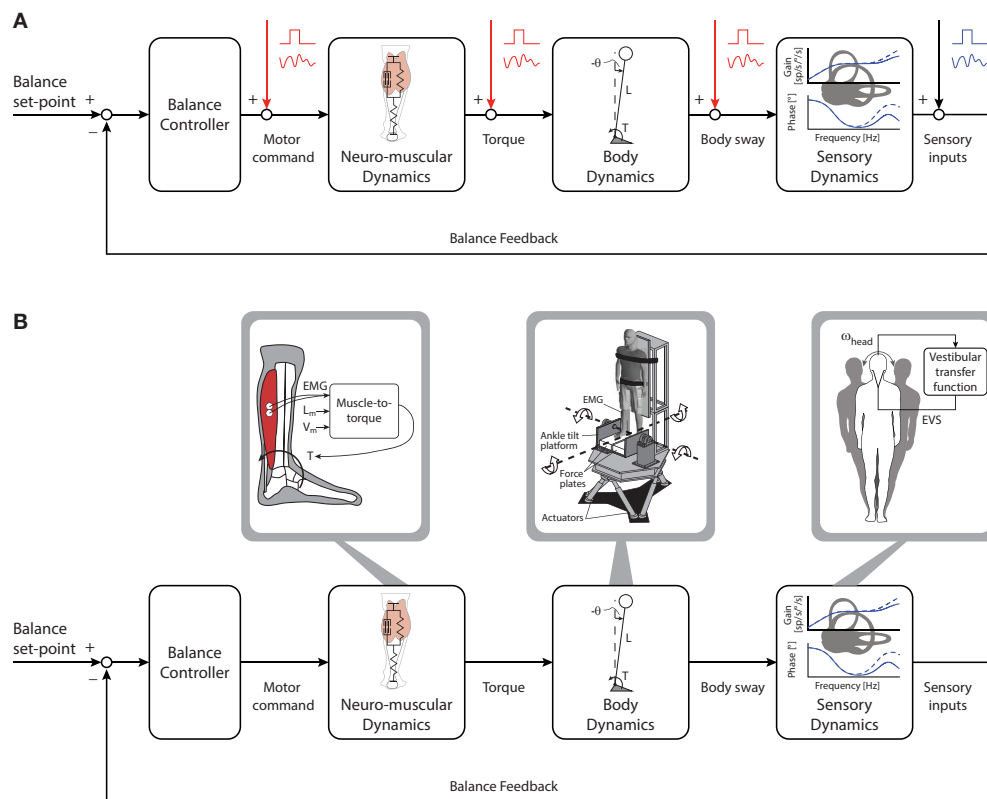 A
Balance
set-point
+
−
Balance
Controller
+
Motor
command
Neuro-muscular
Dynamics
+
Torque
-θ
L
T
Body
Dynamics
+
Body sway
Gain
[sp/s/°/s]
Phase [°]
Frequency [Hz]
Sensory
Dynamics
+
Sensory
inputs
Balance Feedback
B
EMG
Lm
Vm
Muscle-to-
torque
T
EMG
Ankle tilt
platform
Force
plates
Actuators
ωhead
Vestibular
transfer
function
EVS
Balance
set-point
+
−
Balance
Controller
Motor
command
Neuro-muscular
Dynamics
Torque
-θ
L
T
Body
Dynamics
Body sway
Gain
[sp/s/°/s]
Phase [°]
Frequency [Hz]
Sensory
Dynamics
Sensory
inputs
Balance Feedback